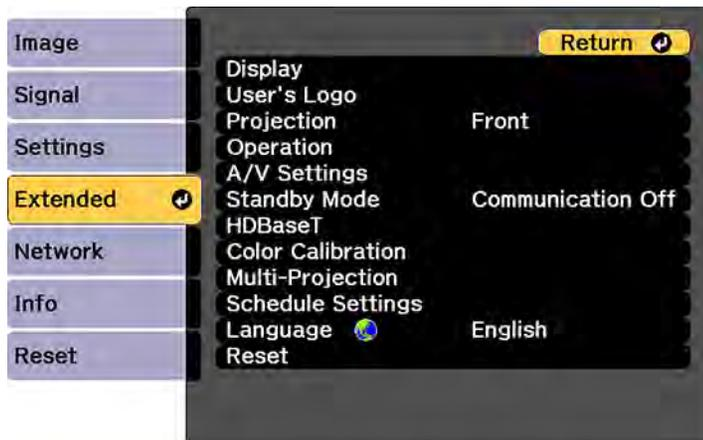 Image
Signal
Settings
Extended
Network
Info
Reset
Return
Display
User's Logo
Projection Front
Operation
A/V Settings
Standby Mode Communication Off
HDBaseT
Color Calibration
Multi-Projection
Schedule Settings
Language English
Reset